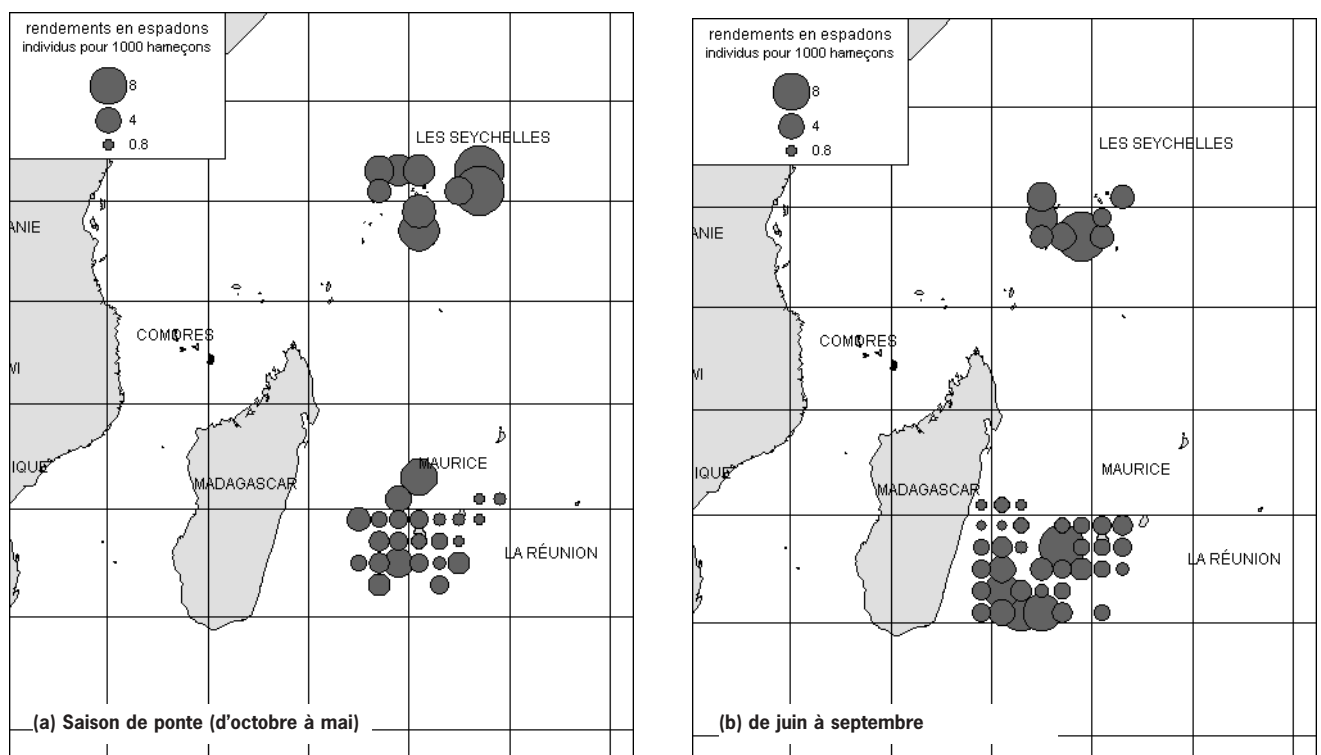 rendements en espadons
individus pour 1000 hameçons
8
4
0.8
LES SEYCHELLES
ANIE
COMORES
WI
MAURICE
IQUE
MADAGASCAR
LA RÉUNION
(a) Saison de ponte (d'octobre à mai)
rendements en espadons
individus pour 1000 hameçons
8
4
0.8
LES SEYCHELLES
ANIE
COMORES
WI
MAURICE
IQUE
MADAGASCAR
LA RÉUNION
(b) de juin à septembre